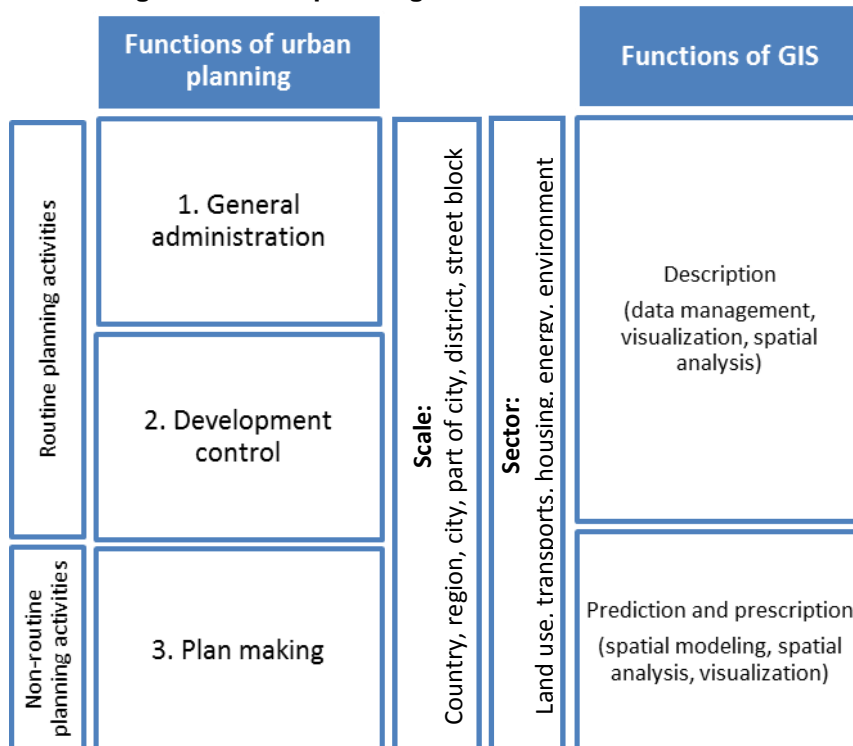 Functions of urban
planning
Functions of GIS
Routine planning activities
1. General
administration
2. Development
control
Non-routine
planning activities
3. Plan making
Scale:
Country, region, city, part of city, district, street block
Sector:
Land use, transports, housing, energy, environment
Description
(data management,
visualization, spatial
analysis)
Prediction and prescription
(spatial modeling, spatial
analysis, visualization)